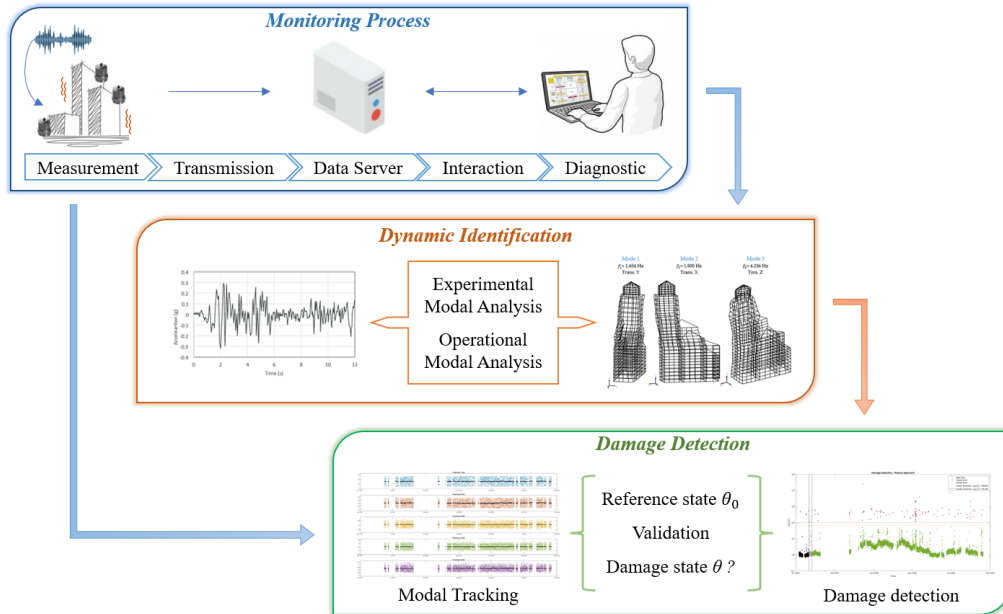 Monitoring Process
Measurement
Transmission
Data Server
Interaction
Diagnostic
Dynamic Identification
Acceleraction (g)
0.4
0.3
0.2
0.1
0
-0.1
-0.2
-0.3
-0.4
0 2 4 6 8 10 12
Time (s)
Experimental
Modal Analysis
Operational
Modal Analysis
Mode 1
Trans. Y
Mode 2
Trans. X
Mode 3
Tors. Z
Damage Detection
Modal Tracking
Reference state θ₀
Validation
Damage state θ ?
Damage detection